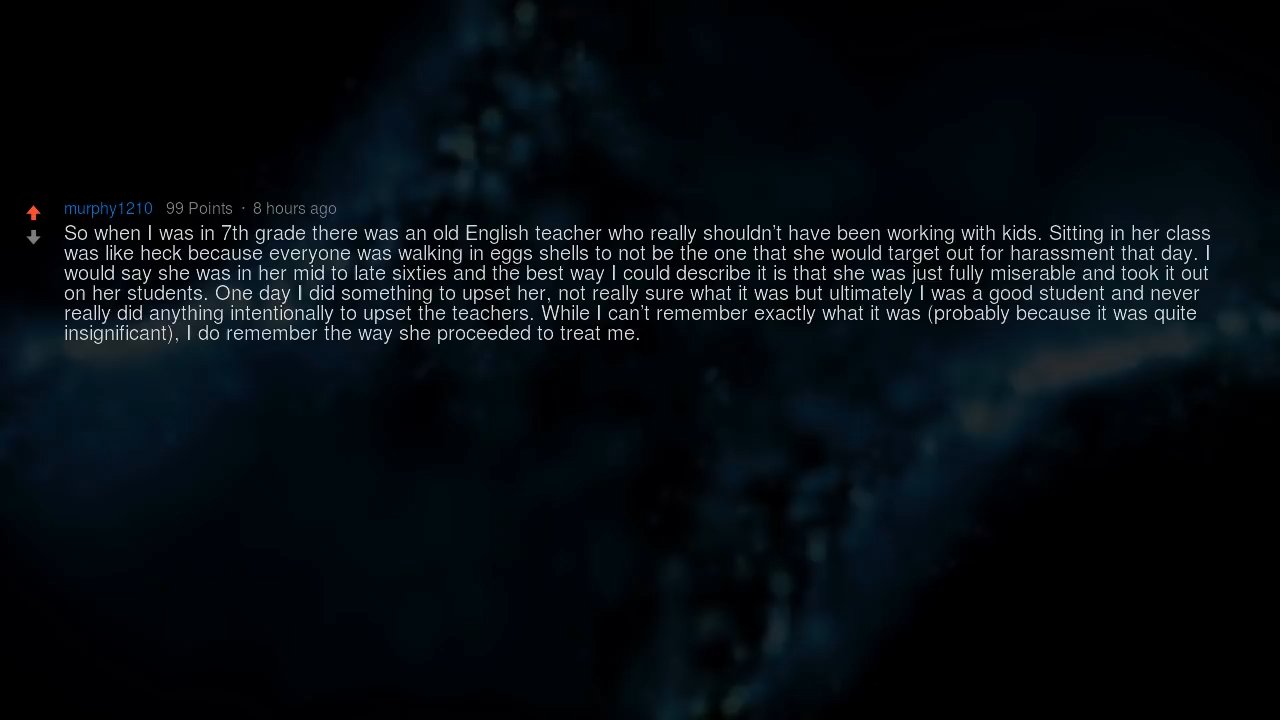 murphy1210 99 Points · 8 hours ago
So when I was in 7th grade there was an old English teacher who really shouldn't have been working with kids. Sitting in her class
was like heck because everyone was walking in eggs shells to not be the one that she would target out for harassment that day. I
would say she was in her mid to late sixties and the best way I could describe it is that she was just fully miserable and took it out
on her students. One day I did something to upset her, not really sure what it was but ultimately I was a good student and never
really did anything intentionally to upset the teachers. While I can't remember exactly what it was (probably because it was quite
insignificant), I do remember the way she proceeded to treat me.